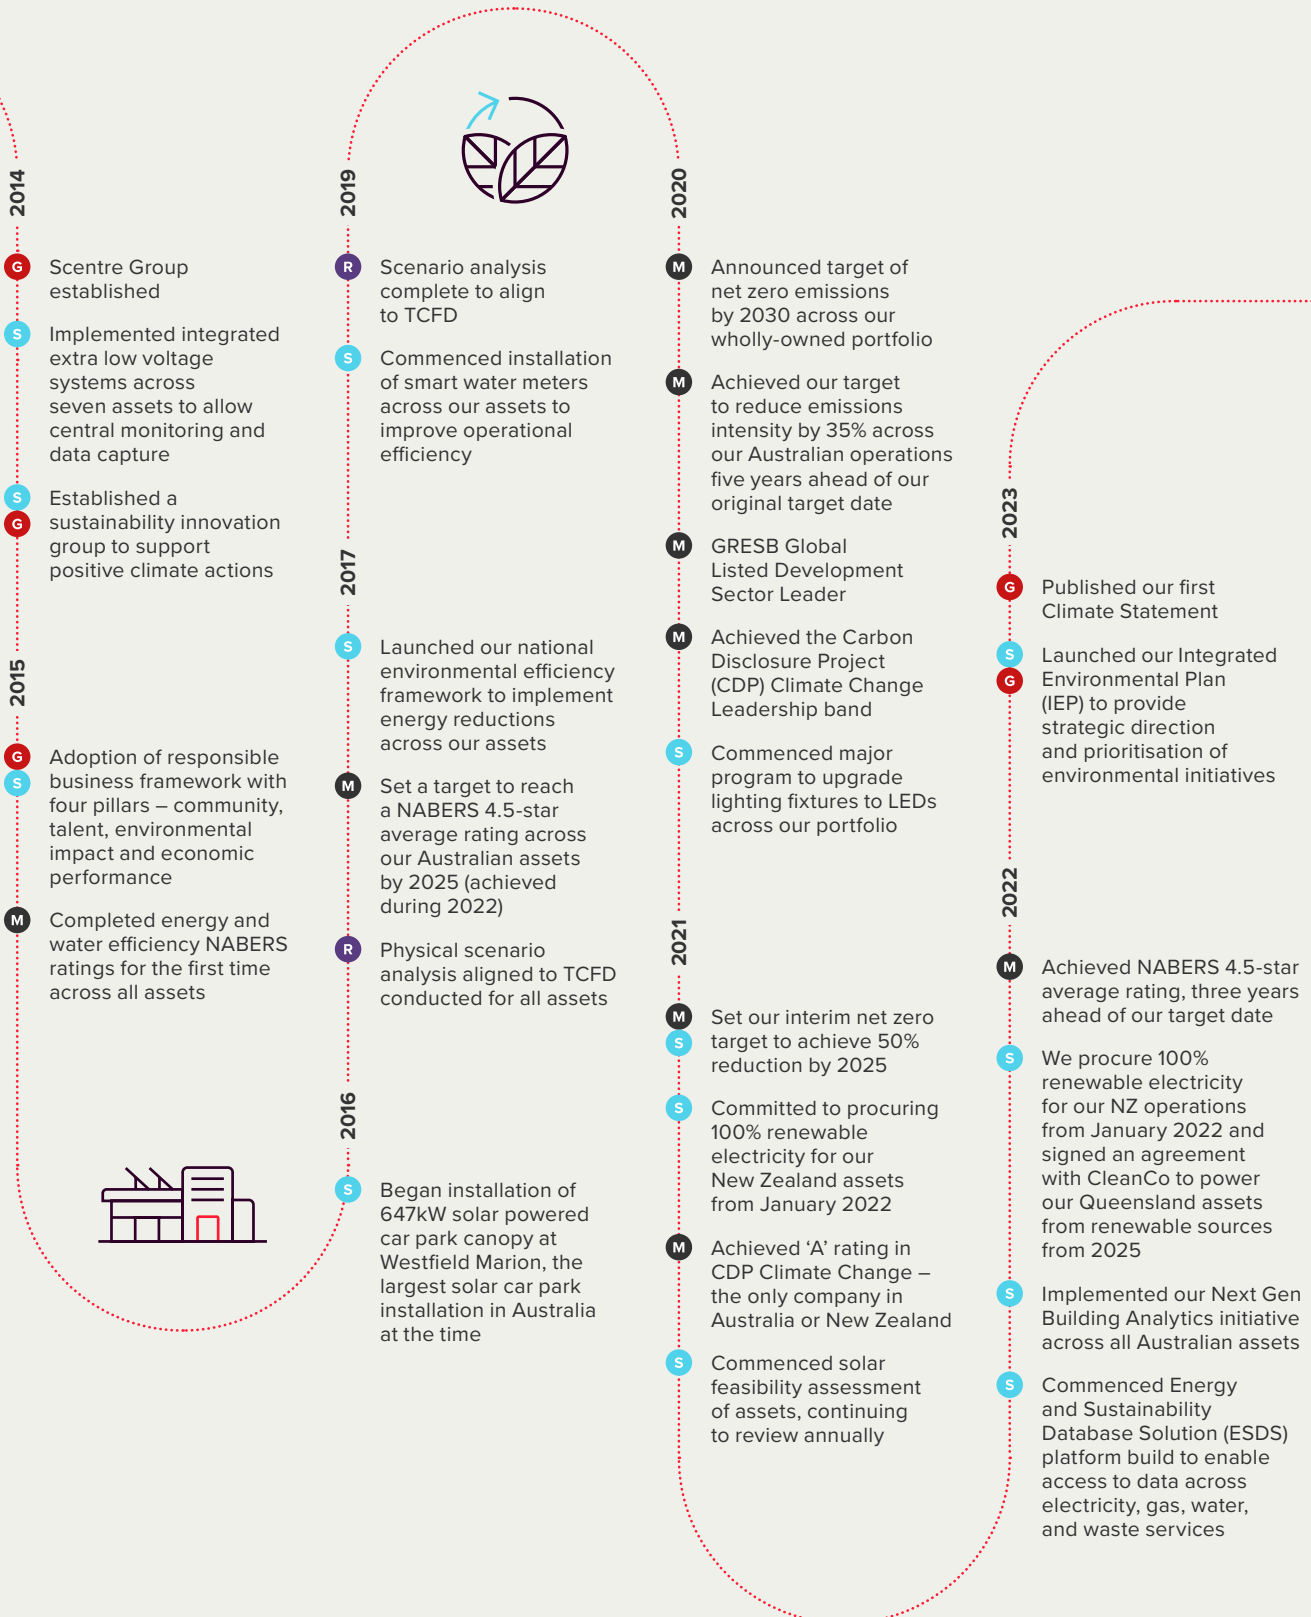 2014
G
Scentre Group
established
S
Implemented integrated
extra low voltage
systems across
seven assets to allow
central monitoring and
data capture
S
G
Established a
sustainability innovation
group to support
positive climate actions
2015
G
S
Adoption of responsible
business framework with
four pillars – community,
talent, environmental
impact and economic
performance
M
Completed energy and
water efficiency NABERS
ratings for the first time
across all assets
2019
R
Scenario analysis
complete to align
to TCFD
S
Commenced installation
of smart water meters
across our assets to
improve operational
efficiency
2017
S
Launched our national
environmental efficiency
framework to implement
energy reductions
across our assets
M
Set a target to reach
a NABERS 4.5-star
average rating across
our Australian assets
by 2025 (achieved
during 2022)
R
Physical scenario
analysis aligned to TCFD
conducted for all assets
2016
S
Began installation of
647kW solar powered
car park canopy at
Westfield Marion, the
largest solar car park
installation in Australia
at the time
2020
M
Announced target of
net zero emissions
by 2030 across our
wholly-owned portfolio
M
Achieved our target
to reduce emissions
intensity by 35% across
our Australian operations
five years ahead of our
original target date
M
GRESB Global
Listed Development
Sector Leader
M
Achieved the Carbon
Disclosure Project
(CDP) Climate Change
Leadership band
S
Commenced major
program to upgrade
lighting fixtures to LEDs
across our portfolio
2021
M
S
Set our interim net zero
target to achieve 50%
reduction by 2025
S
Committed to procuring
100% renewable
electricity for our
New Zealand assets
from January 2022
M
Achieved ‘A’ rating in
CDP Climate Change –
the only company in
Australia or New Zealand
S
Commenced solar
feasibility assessment
of assets, continuing
to review annually
2023
G
Published our first
Climate Statement
S
G
Launched our Integrated
Environmental Plan
(IEP) to provide
strategic direction
and prioritisation of
environmental initiatives
2022
M
Achieved NABERS 4.5-star
average rating, three years
ahead of our target date
S
We procure 100%
renewable electricity
for our NZ operations
from January 2022 and
signed an agreement
with CleanCo to power
our Queensland assets
from renewable sources
from 2025
S
Implemented our Next Gen
Building Analytics initiative
across all Australian assets
S
Commenced Energy
and Sustainability
Database Solution (ESDS)
platform build to enable
access to data across
electricity, gas, water,
and waste services